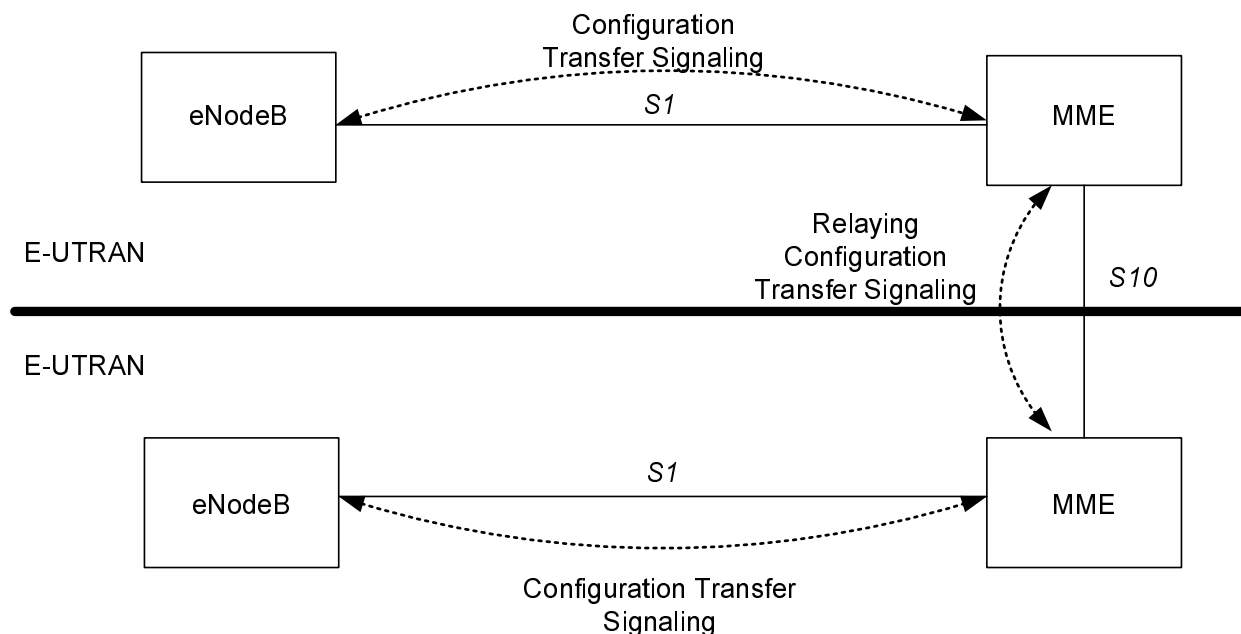 Configuration
Transfer Signaling
eNodeB
S1
MME
Relaying
Configuration
Transfer Signaling
E-UTRAN
S10
E-UTRAN
eNodeB
S1
MME
Configuration Transfer
Signaling